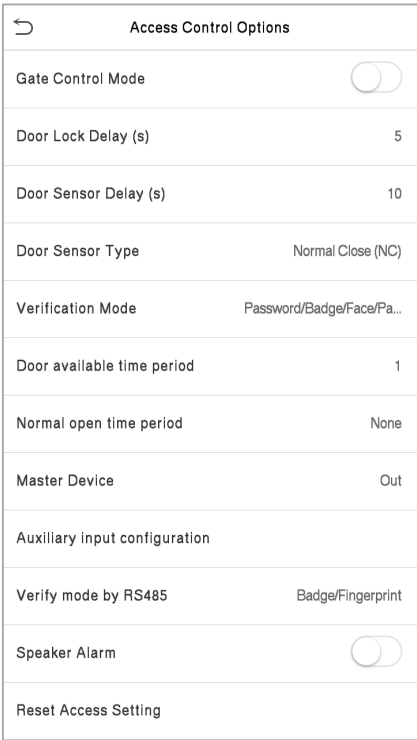 Access Control Options
Gate Control Mode
Door Lock Delay (s) 5
Door Sensor Delay (s) 10
Door Sensor Type Normal Close (NC)
Verification Mode Password/Badge/Face/Pa...
Door available time period 1
Normal open time period None
Master Device Out
Auxiliary input configuration
Verify mode by RS485 Badge/Fingerprint
Speaker Alarm
Reset Access Setting